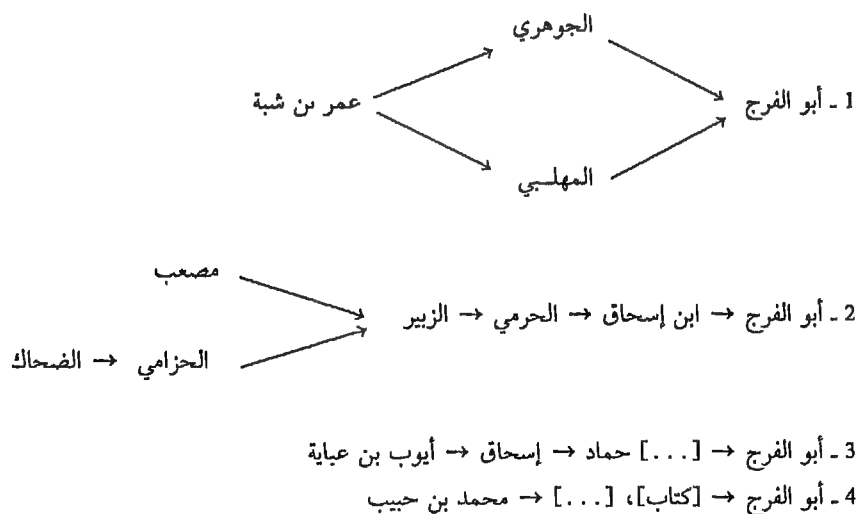 الجوهري
1 ـ أبو الفرج عمر بن شبة
المهلبي
مصعب
2 ـ أبو الفرج → ابن إسحاق → الحرمي → الزبير
الحزامي → الضحاك
3 ـ أبو الفرج → [...] حماد → إسحاق → أيوب بن عباية
4 ـ أبو الفرج → [كتاب]، [...] → محمد بن حبيب